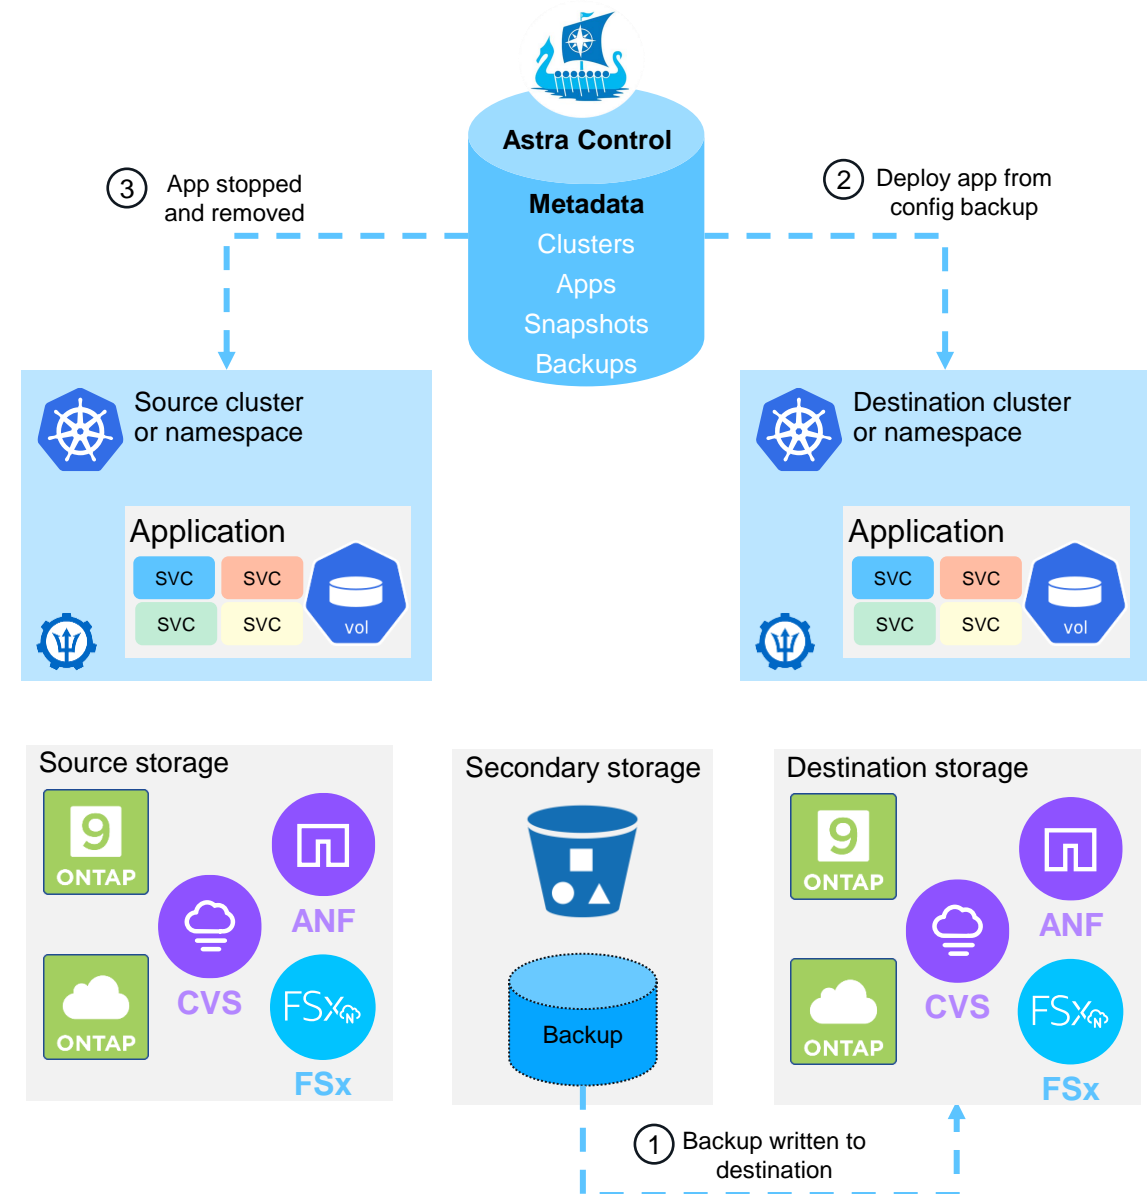 Astra Control
Metadata
Clusters
Apps
Snapshots
Backups
3
App stopped
and removed
2
Deploy app from
config backup
Source cluster
or namespace
Application
SVC
SVC
SVC
SVC
vol
Destination cluster
or namespace
Application
SVC
SVC
SVC
SVC
vol
Source storage
9
ONTAP
ANF
CVS
ONTAP
FSx
N
FSx
Secondary storage
Backup
Destination storage
9
ONTAP
ANF
CVS
ONTAP
FSx
N
FSx
1
Backup written to
destination